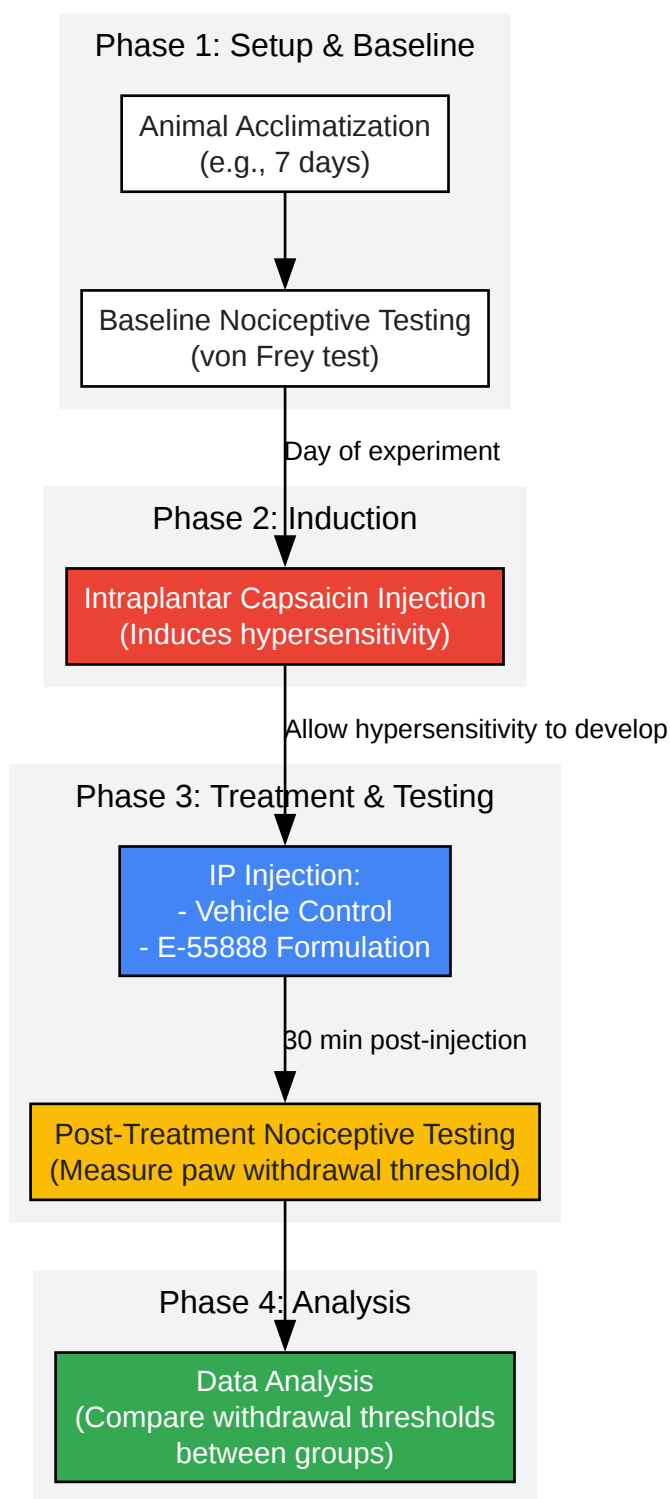 Phase 1: Setup & Baseline
Animal Acclimatization
(e.g., 7 days)
Baseline Nociceptive Testing
(von Frey test)
Day of experiment
Phase 2: Induction
Intraplantar Capsaicin Injection
(Induces hypersensitivity)
Allow hypersensitivity to develop
Phase 3: Treatment & Testing
IP Injection:
- Vehicle Control
- E-55888 Formulation
30 min post-injection
Post-Treatment Nociceptive Testing
(Measure paw withdrawal threshold)
Phase 4: Analysis
Data Analysis
(Compare withdrawal thresholds
between groups)